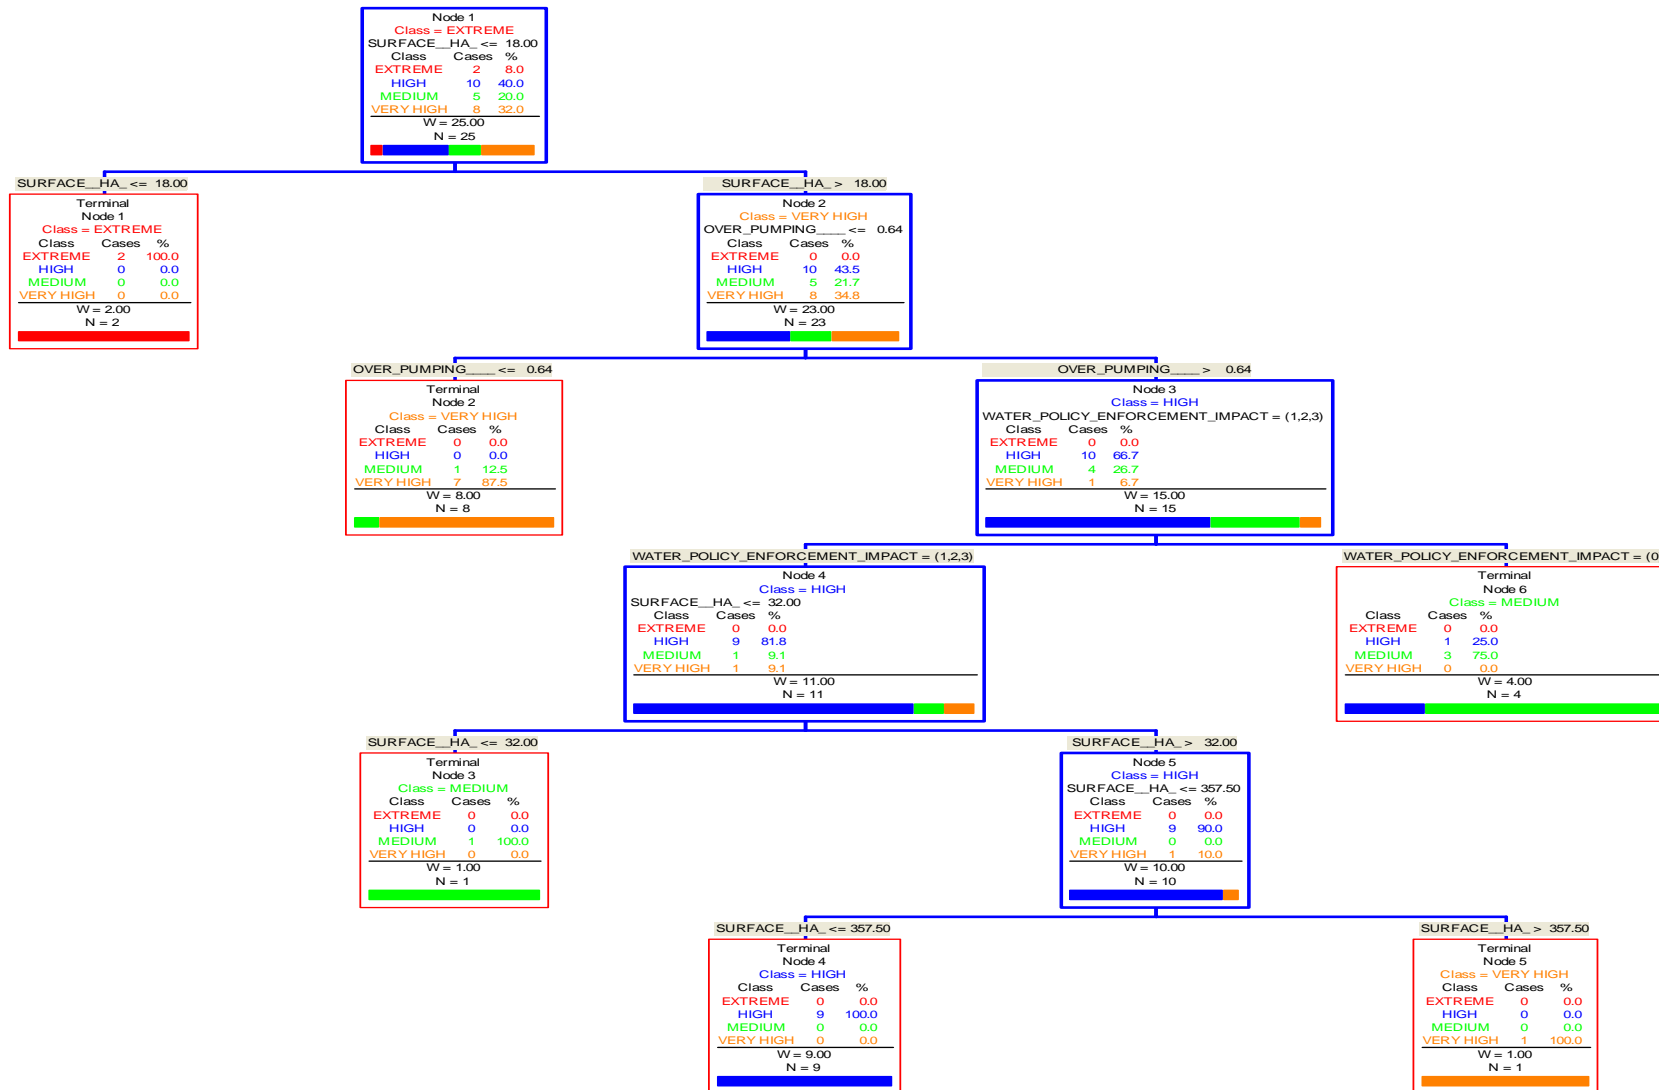 Node 1
Class = EXTREME
SURFACE__HA_ <= 18.00
Class Cases %
EXTREME 2 8.0
HIGH 10 40.0
MEDIUM 5 20.0
VERY HIGH 8 32.0
W = 25.00
N = 25
SURFACE__HA_ <= 18.00
SURFACE__HA_ > 18.00
Terminal
Node 1
Class = EXTREME
Class Cases %
EXTREME 2 100.0
HIGH 0 0.0
MEDIUM 0 0.0
VERY HIGH 0 0.0
W = 2.00
N = 2
Node 2
Class = VERY HIGH
OVER_PUMPING____ <= 0.64
Class Cases %
EXTREME 0 0.0
HIGH 10 43.5
MEDIUM 5 21.7
VERY HIGH 8 34.8
W = 23.00
N = 23
OVER_PUMPING____ <= 0.64
OVER_PUMPING____ > 0.64
Terminal
Node 2
Class = VERY HIGH
Class Cases %
EXTREME 0 0.0
HIGH 0 0.0
MEDIUM 1 12.5
VERY HIGH 7 87.5
W = 8.00
N = 8
Node 3
Class = HIGH
WATER_POLICY_ENFORCEMENT_IMPACT = (1,2,3)
Class Cases %
EXTREME 0 0.0
HIGH 10 66.7
MEDIUM 4 26.7
VERY HIGH 1 6.7
W = 15.00
N = 15
WATER_POLICY_ENFORCEMENT_IMPACT = (1,2,3)
WATER_POLICY_ENFORCEMENT_IMPACT = (0
Node 4
Class = HIGH
SURFACE__HA_ <= 32.00
Class Cases %
EXTREME 0 0.0
HIGH 9 81.8
MEDIUM 1 9.1
VERY HIGH 1 9.1
W = 11.00
N = 11
Terminal
Node 6
Class = MEDIUM
Class Cases %
EXTREME 0 0.0
HIGH 1 25.0
MEDIUM 3 75.0
VERY HIGH 0 0.0
W = 4.00
N = 4
SURFACE__HA_ <= 32.00
SURFACE__HA_ > 32.00
Terminal
Node 3
Class = MEDIUM
Class Cases %
EXTREME 0 0.0
HIGH 0 0.0
MEDIUM 1 100.0
VERY HIGH 0 0.0
W = 1.00
N = 1
Node 5
Class = HIGH
SURFACE__HA_ <= 357.50
Class Cases %
EXTREME 0 0.0
HIGH 9 90.0
MEDIUM 0 0.0
VERY HIGH 1 10.0
W = 10.00
N = 10
SURFACE__HA_ <= 357.50
SURFACE__HA_ > 357.50
Terminal
Node 4
Class = HIGH
Class Cases %
EXTREME 0 0.0
HIGH 9 100.0
MEDIUM 0 0.0
VERY HIGH 0 0.0
W = 9.00
N = 9
Terminal
Node 5
Class = VERY HIGH
Class Cases %
EXTREME 0 0.0
HIGH 0 0.0
MEDIUM 0 0.0
VERY HIGH 1 100.0
W = 1.00
N = 1